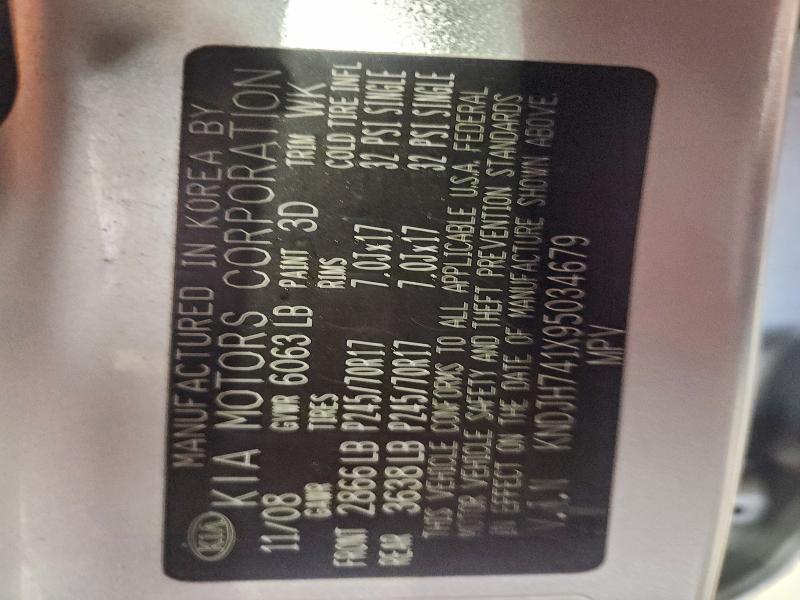 MANUFACTURED IN KOREA BY
KIA KIA MOTORS CORPORATION
11/08 GVWR 6063 LB PAINT 3D TRIM WK
GAWR TIRES RIMS COLD TIRE INFL
FRONT 2866 LB P245/70R17 7.0Jx17 32 PSI SINGLE
REAR 3638 LB P245/70R17 7.0Jx17 32 PSI SINGLE
THIS VEHICLE CONFORMS TO ALL APPLICABLE U.S.A. FEDERAL
MOTOR VEHICLE SAFETY AND THEFT PREVENTION STANDARDS
IN EFFECT ON THE DATE OF MANUFACTURE SHOWN ABOVE.
V.I.N KNDJH741X95034679
MPV